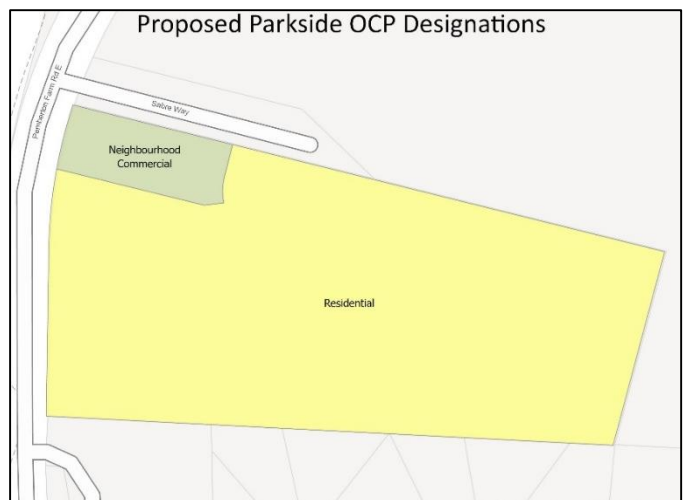 Proposed Parkside OCP Designations
Pemberton Farm Rd E
Sabre Way
Neighbourhood
Commercial
Residential